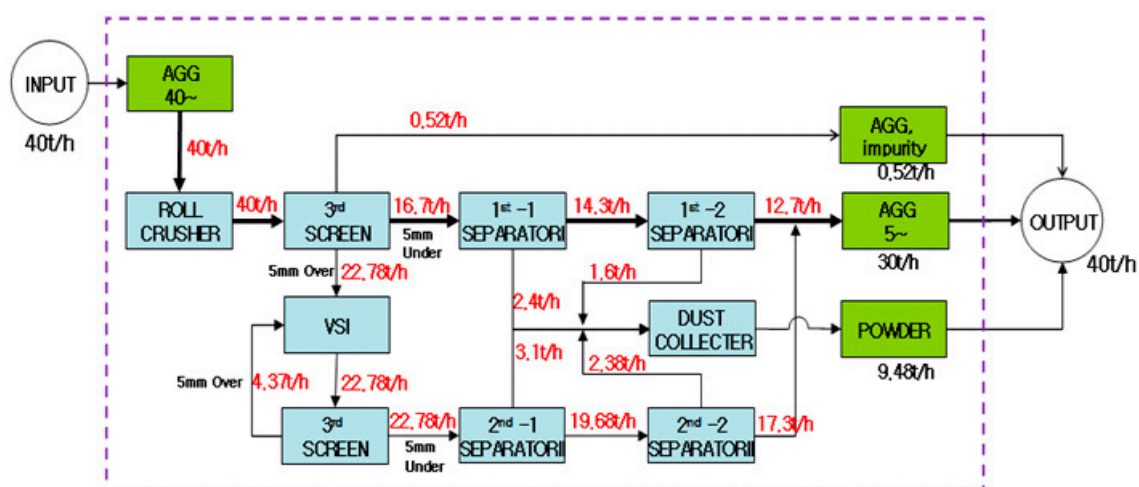 INPUT
40t/h
AGG
40~
40t/h
0.52t/h
AGG,
impurity
0.52t/h
ROLL
CRUSHER
40t/h
3rd
SCREEN
16.7t/h
5mm
Under
1st -1
SEPARATORI
14.3t/h
1st -2
SEPARATORI
12.7t/h
AGG
5~
30t/h
OUTPUT
40t/h
5mm Over
22.78t/h
1.6t/h
2.4t/h
VSI
DUST
COLLECTER
POWDER
9.48t/h
3.1t/h
2.38t/h
5mm Over
4.37t/h
22.78t/h
3rd
SCREEN
22.78t/h
5mm
Under
2nd -1
SEPARATORII
19.68t/h
2nd -2
SEPARATORII
17.3t/h